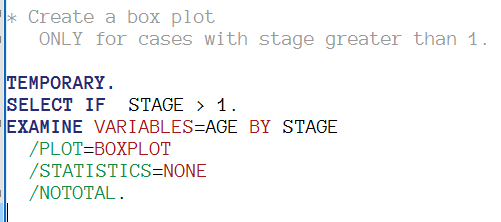 * Create a box plot
ONLY for cases with stage greater than 1.
TEMPORARY.
SELECT IF  STAGE > 1.
EXAMINE VARIABLES=AGE BY STAGE
/PLOT=BOXPLOT
/STATISTICS=NONE
/NOTOTAL.